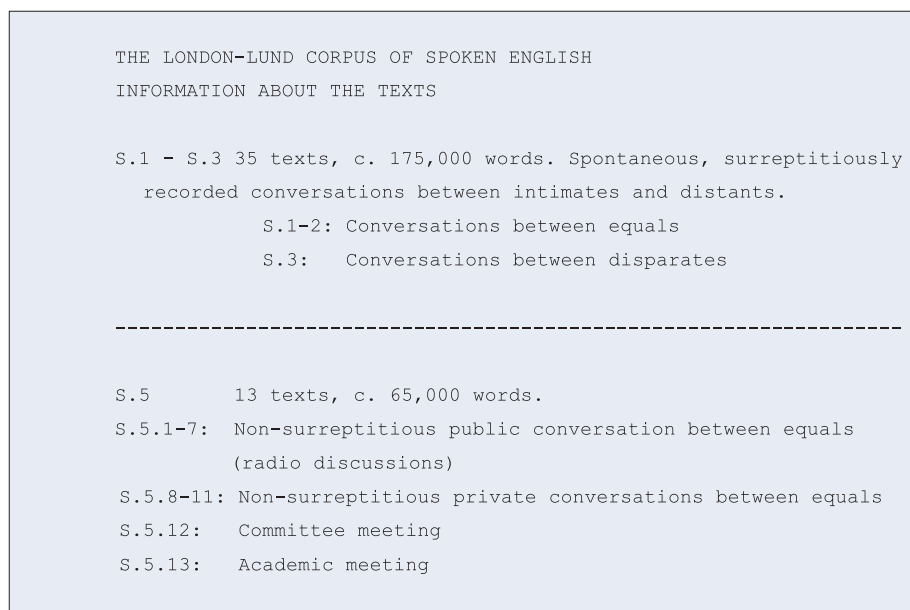 THE LONDON-LUND CORPUS OF SPOKEN ENGLISH
INFORMATION ABOUT THE TEXTS
S.1 - S.3 35 texts, c. 175,000 words. Spontaneous, surreptitiously
recorded conversations between intimates and distants.
S.1-2: Conversations between equals
S.3: Conversations between disparates
------------------------------------------------------------------
S.5 13 texts, c. 65,000 words.
S.5.1-7: Non-surreptitious public conversation between equals
(radio discussions)
S.5.8-11: Non-surreptitious private conversations between equals
S.5.12: Committee meeting
S.5.13: Academic meeting